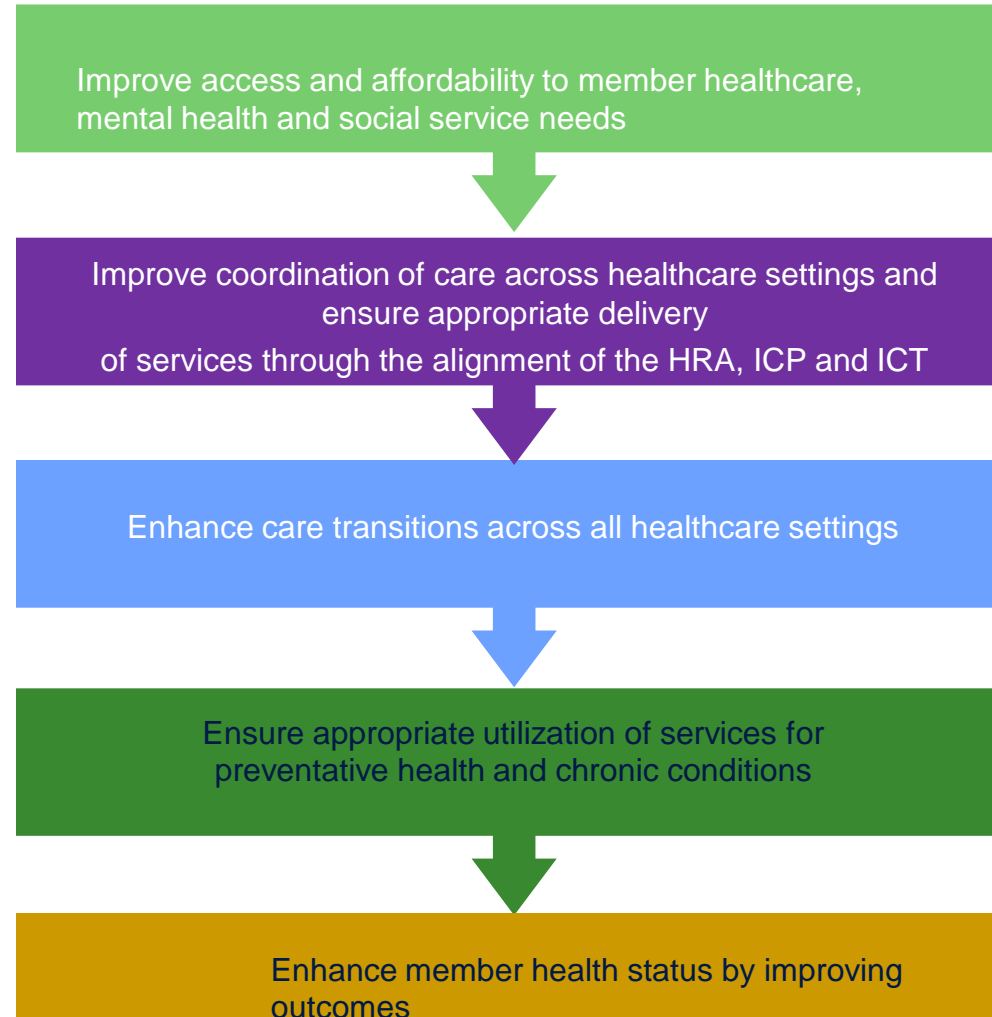 Improve access and affordability to member healthcare,
mental health and social service needs
Improve coordination of care across healthcare settings and
ensure appropriate delivery
of services through the alignment of the HRA, ICP and ICT
Enhance care transitions across all healthcare settings
Ensure appropriate utilization of services for
preventative health and chronic conditions
Enhance member health status by improving
outcomes